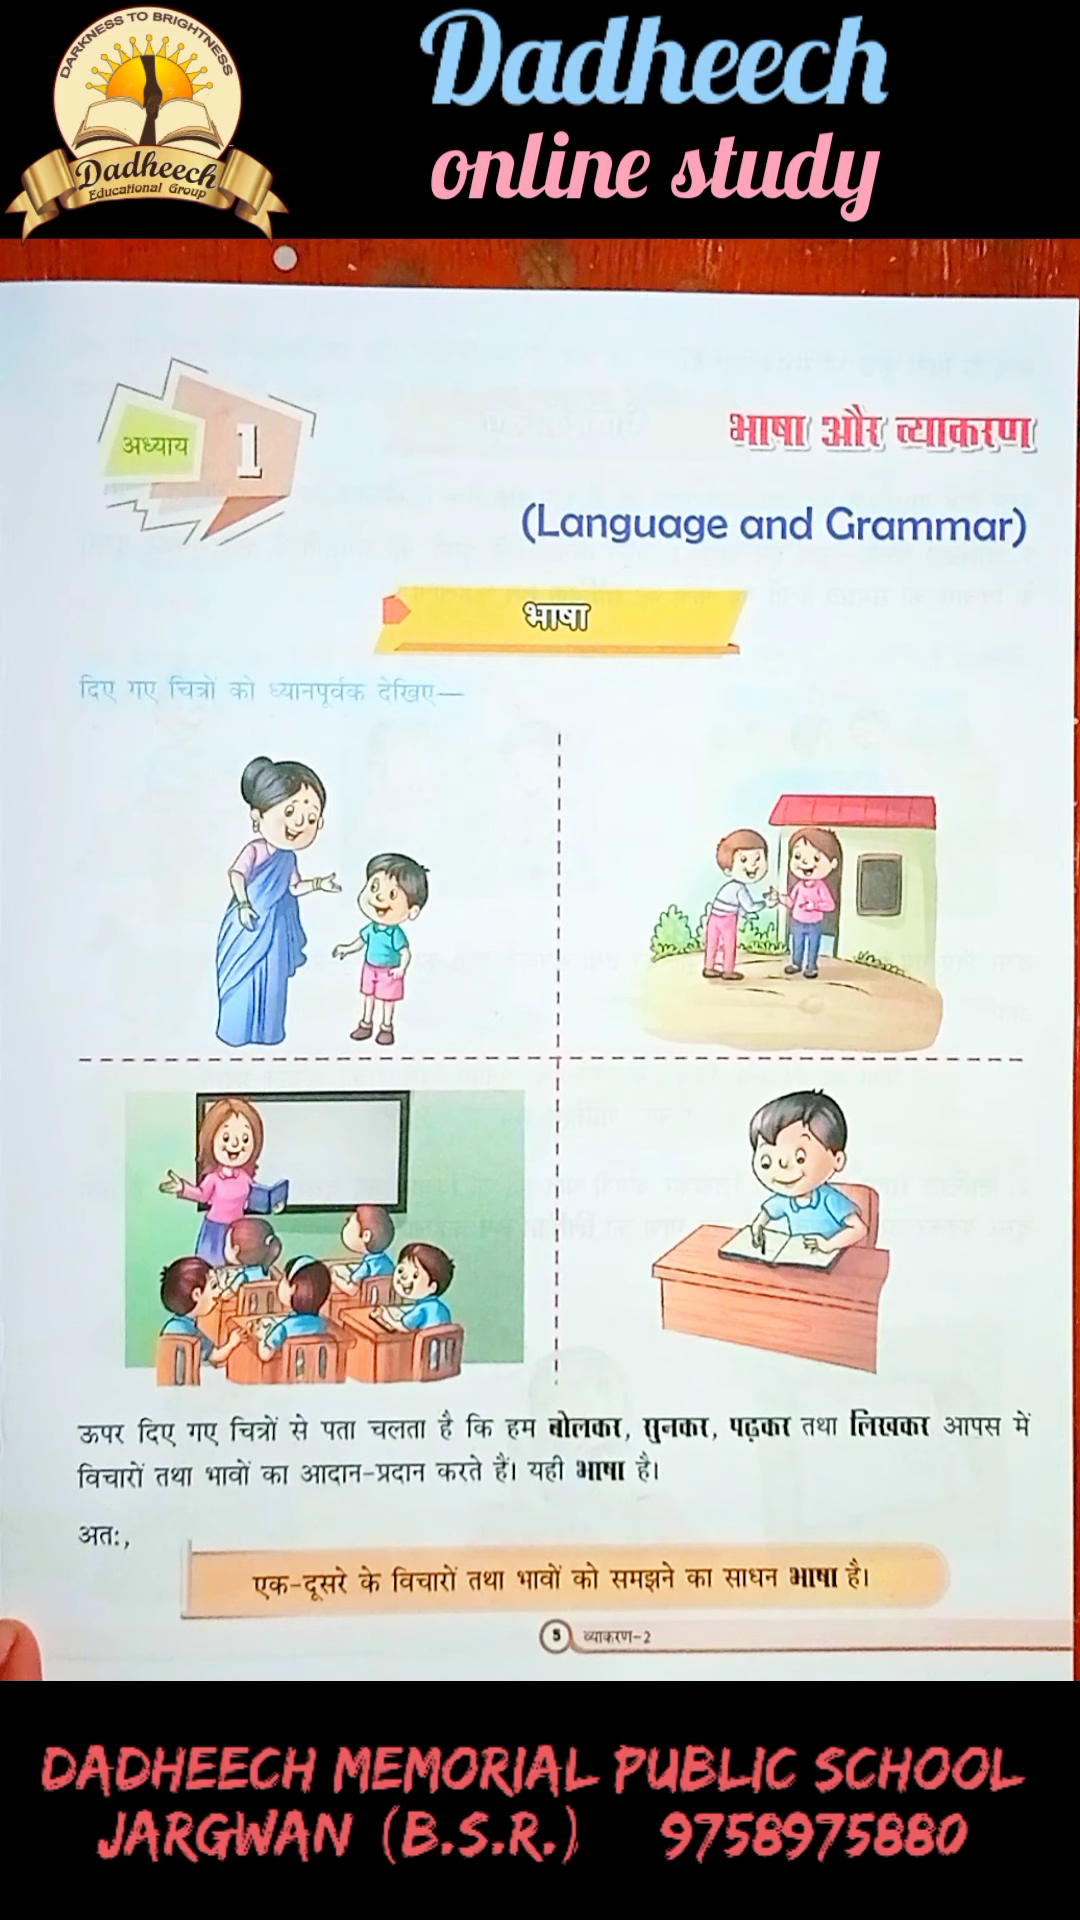 DARKNESS TO BRIGHTNESS
Dadheech
Educational Group
Dadheech
online study
अध्याय 1
भाषा और व्याकरण
(Language and Grammar)
भाषा
दिए गए चित्रों को ध्यानपूर्वक देखिए—
ऊपर दिए गए चित्रों से पता चलता है कि हम बोलकर, सुनकर, पढ़कर तथा लिखकर आपस में
विचारों तथा भावों का आदान-प्रदान करते हैं। यही भाषा है।
अतः,
एक-दूसरे के विचारों तथा भावों को समझने का साधन भाषा है।
5 व्याकरण-2
DADHEECH MEMORIAL PUBLIC SCHOOL
JARGWAN (B.S.R.) 9758975880